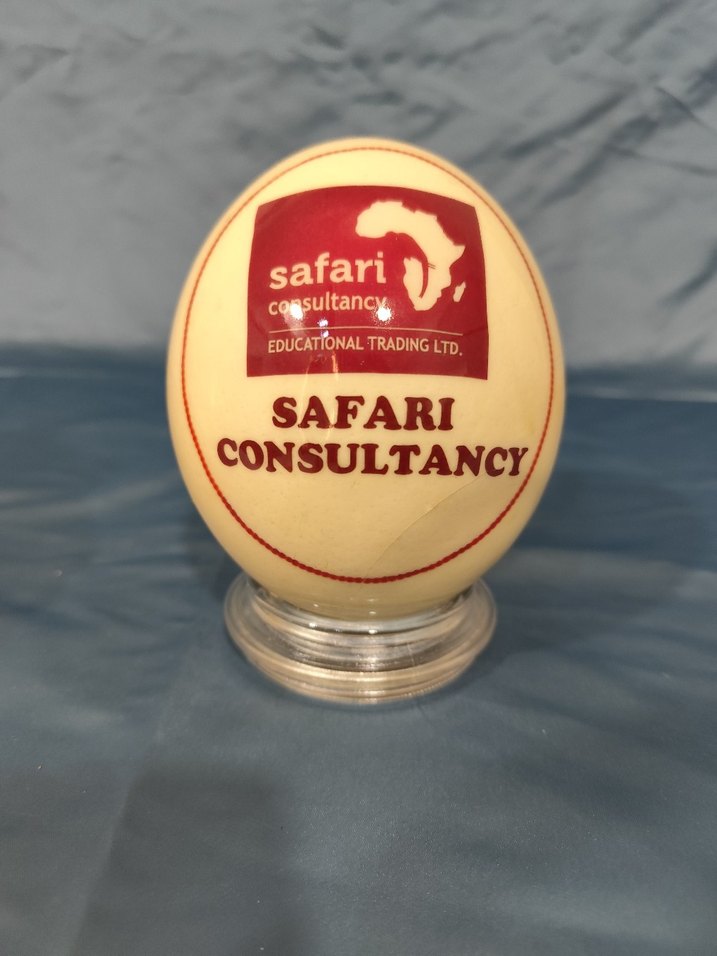 safari
consultancy
EDUCATIONAL TRADING LTD.
SAFARI
CONSULTANCY